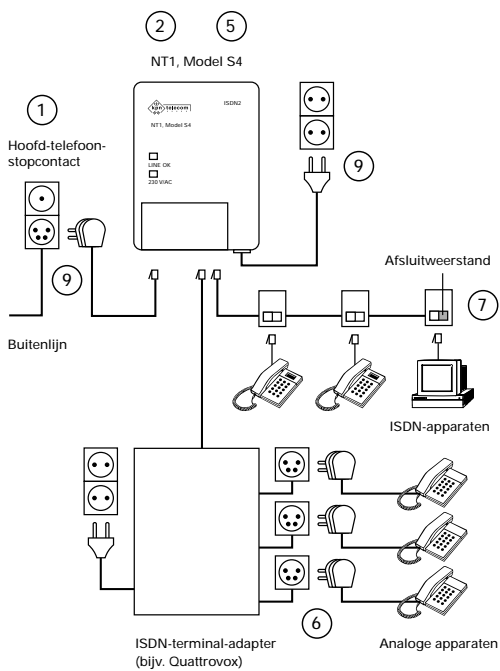 2 5
NT1, Model S4
1
Hoofd-telefoon-
stopcontact
kpn telecom
ISDN2
NT1, Model S4
LINE OK
230 V/AC
9
9
Buitenlijn
Afsluitweerstand
7
ISDN-apparaten
6
ISDN-terminal-adapter
(bijv. Quattrovox)
Analoge apparaten